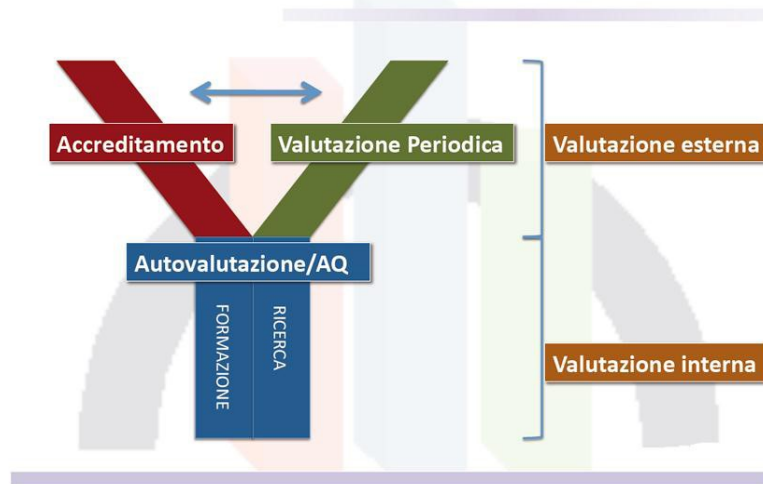 Accreditamento
Valutazione Periodica
Valutazione esterna
Autovalutazione/AQ
FORMAZIONE
RICERCA
Valutazione interna